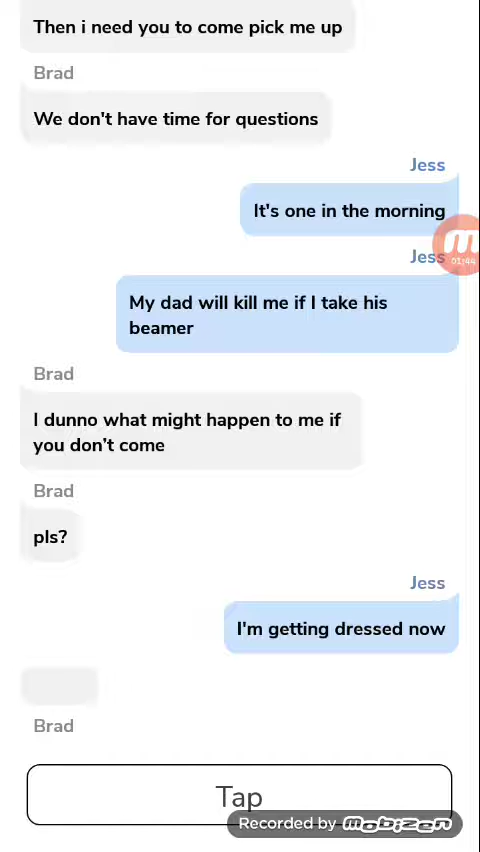 Then i need you to come pick me up
Brad
We don't have time for questions
Jess
It's one in the morning
Jess
01:44
My dad will kill me if I take his
beamer
Brad
I dunno what might happen to me if
you don’t come
Brad
pls?
Jess
I'm getting dressed now
Brad
Tap
Recorded by mobizen